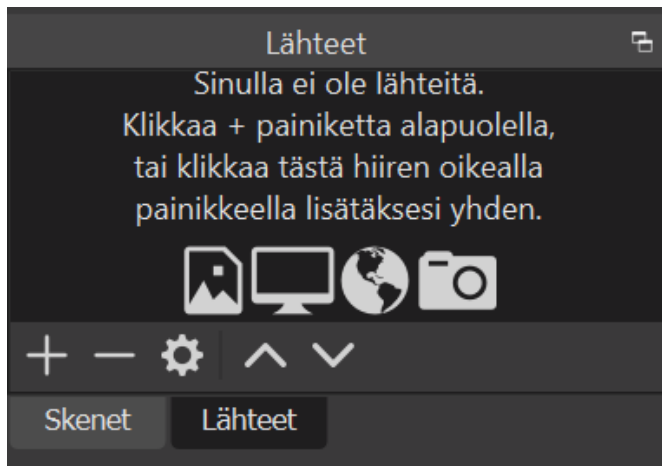 Lähteet
Sinulla ei ole lähteitä.
Klikkaa + painiketta alapuolella,
tai klikkaa tästä hiiren oikealla
painikkeella lisätäksesi yhden.
Skenet Lähteet